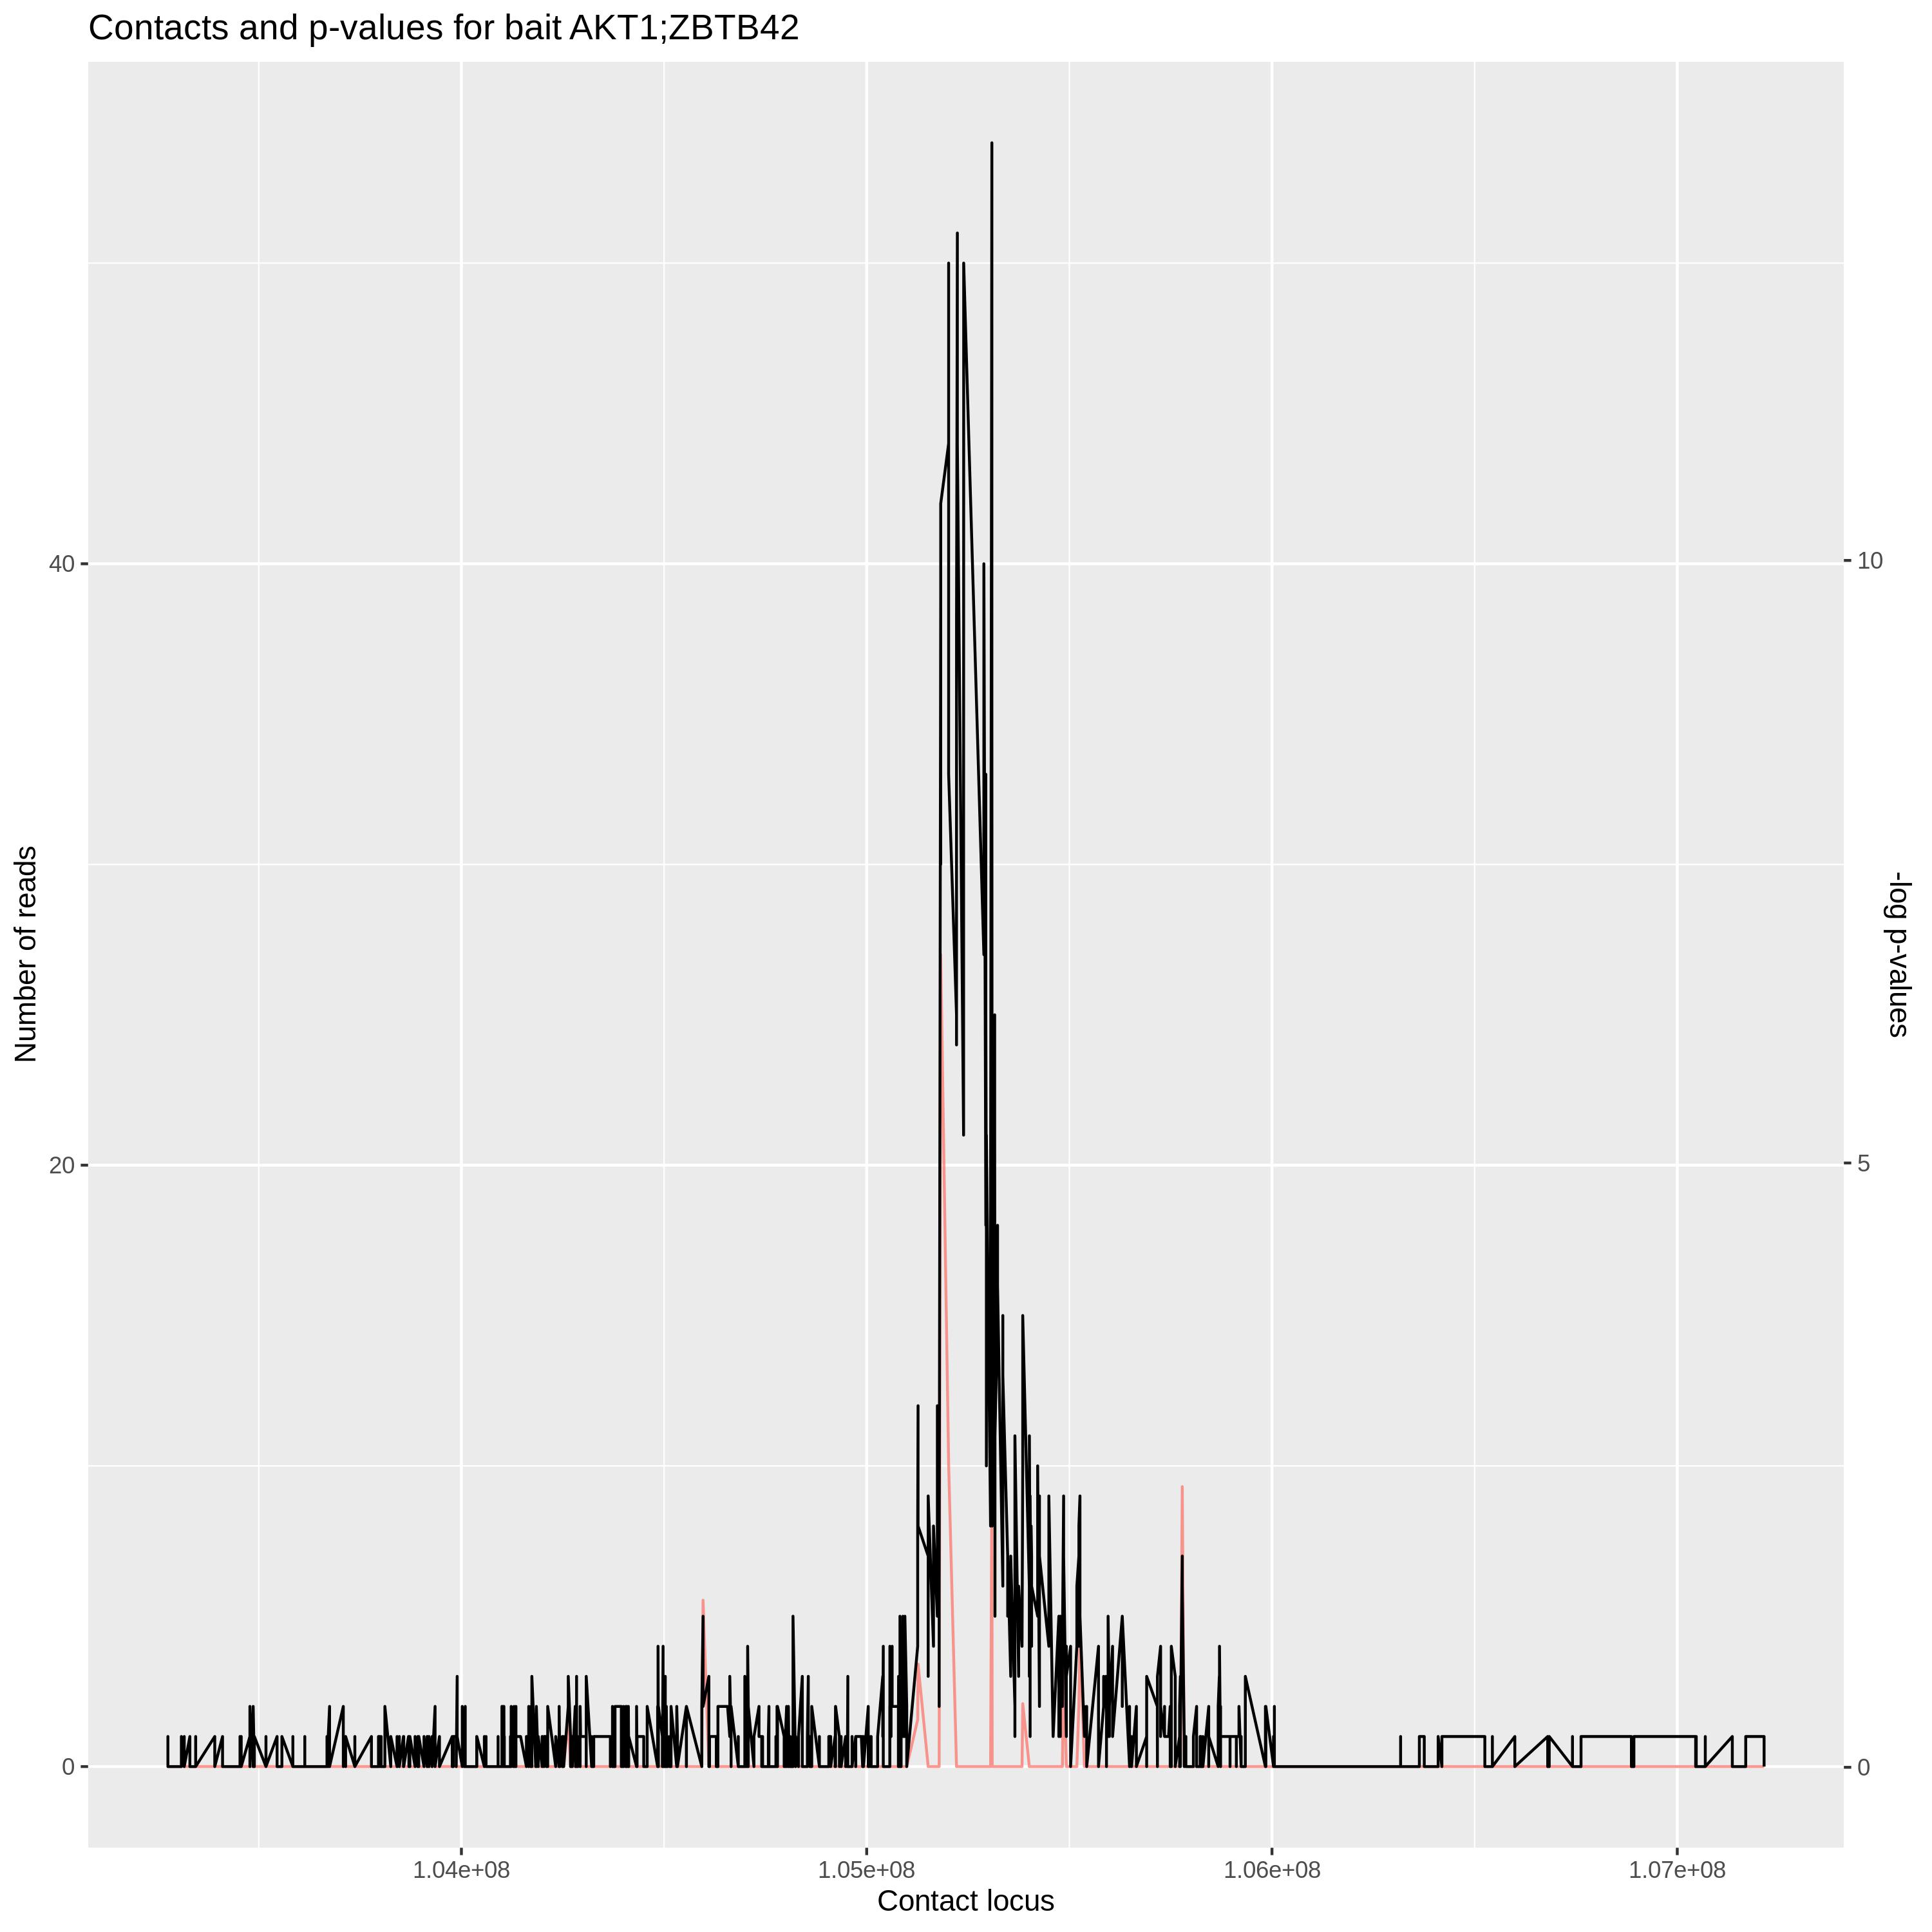 Contacts and p-values for bait AKT1;ZBTB42
Number of reads
40
20
0
10
5
0
-log p-values
1.04e+08
1.05e+08
1.06e+08
1.07e+08
Contact locus